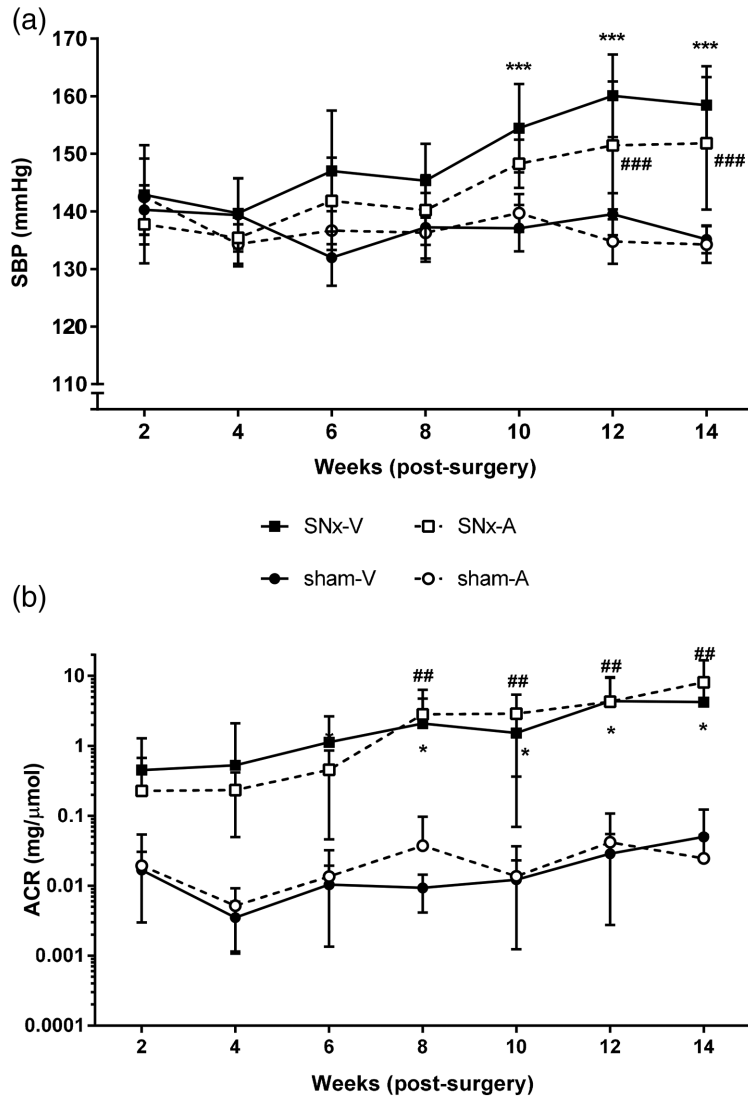 (a)
170
160
150
140
130
120
110
SBP (mmHg)
***
***
***
###
###
2 4 6 8 10 12 14
Weeks (post-surgery)
SNx-V SNx-A
sham-V sham-A
(b)
10
1
0.1
0.01
0.001
0.0001
ACR (mg/μmol)
## ## ## ##
* * * *
2 4 6 8 10 12 14
Weeks (post-surgery)